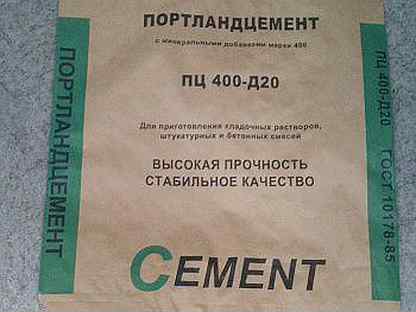 ПОРТЛАНДЦЕМЕНТ
с минеральными добавками марки 400
ПЦ 400-Д20
Для приготовления кладочных растворов,
штукатурных и бетонных смесей
ВЫСОКАЯ ПРОЧНОСТЬ
СТАБИЛЬНОЕ КАЧЕСТВО
CEMENT
ПОРТЛАНДЦЕМЕНТ
ПЦ 400-Д20 ГОСТ 10178-85